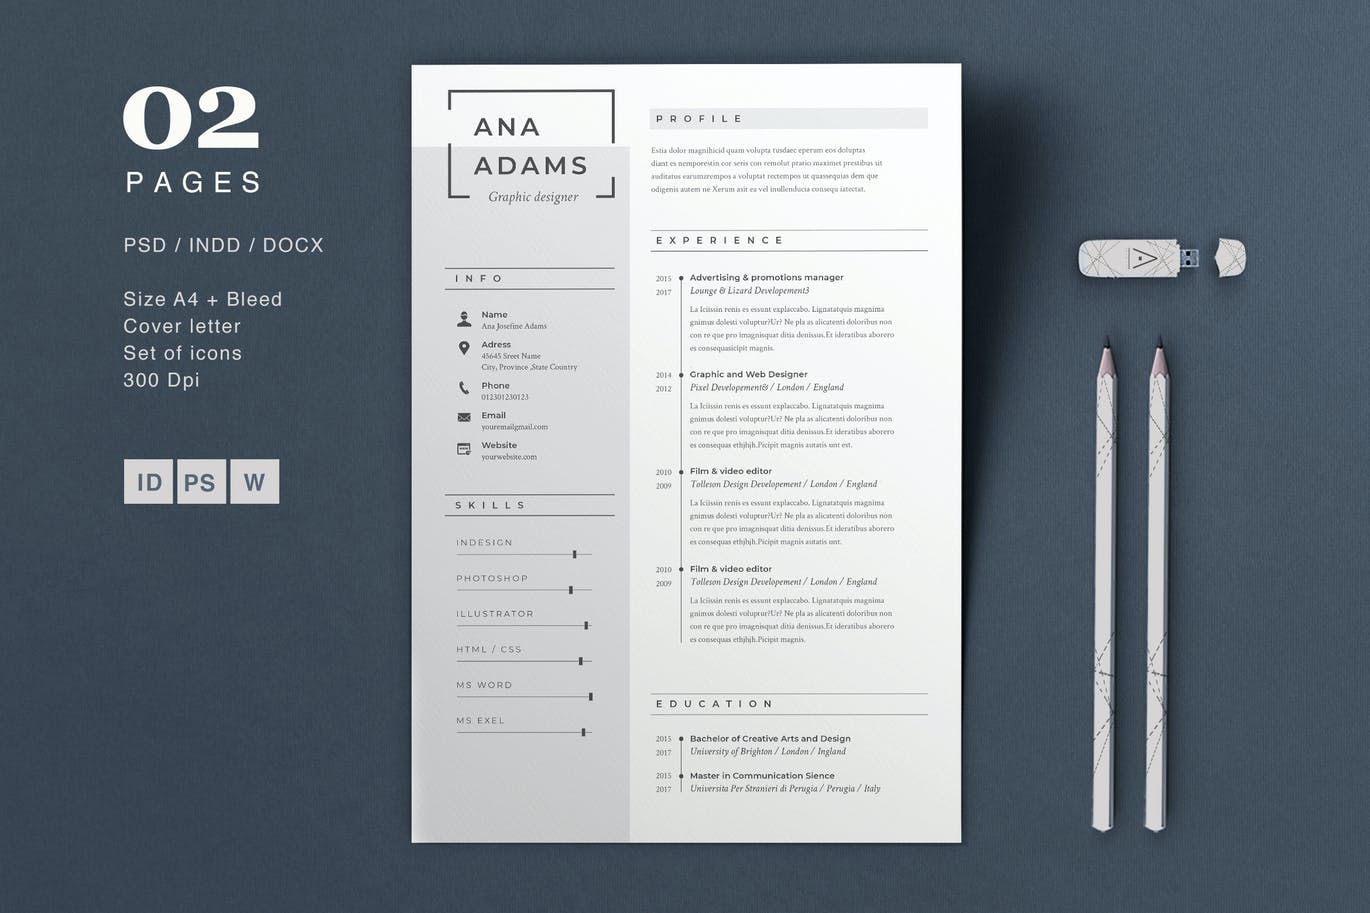 02
PAGES
PSD / INDD / DOCX
Size A4 + Bleed
Cover letter
Set of icons
300 Dpi
ID PS W
ANA
ADAMS
Graphic designer
INFO
Name
Ana Josefine Adams
Adress
45645 Sreet Name
City, Province ,State Country
Phone
012301230123
Email
youremailgmail.com
Website
yourwebsite.com
SKILLS
INDESIGN
PHOTOSHOP
ILLUSTRATOR
HTML / CSS
MS WORD
MS EXEL
PROFILE
Estia dolor magnihicid quam volupta tusdaec eperum eos doluptas
diant es nemporestin cor seris con remolut pratio maximet prestibus sit
auditatus earumzrempos a voluptat rectempos ut quassequias dem que
odigenis autem ne Xerum asit ea vel inullenducia consequ iatectat.
EXPERIENCE
2015
2017
Advertising & promotions manager
Lounge & Lizard Developement3
La Iciissin renis es essunt explaccabo. Lignatatquis magnima
gnimus dolesti voluptur?Ur? Ne pla as alicatenti doloribus non
con re que pro imagnisquat ditia denissus.Et ideratibus aborero
es consequasicipit magnis.
2014
2012
Graphic and Web Designer
Pixel Developement& / London / England
La Iciissin renis es essunt explaccabo. Lignatatquis magnima
gnimus dolesti voluptur?Ur? Ne pla as alicatenti doloribus non
con re que pro imagnisquat ditia denissus.Et ideratibus aborero
es consequas ethjhjh.Picipit magnis autatis unt est.
2010
2009
Film & video editor
Tolleson Design Developement / London / England
La Iciissin renis es essunt explaccabo. Lignatatquis magnima
gnimus dolesti voluptur?Ur? Ne pla as alicatenti doloribus non
con re que pro imagnisquat ditia denissus.Et ideratibus aborero
es consequas ethjhjh.Picipit magnis autatis unt.
2010
2009
Film & video editor
Tolleson Design Developement / London / England
La Iciissin renis es essunt explaccabo. Lignatatquis magnima
gnimus dolesti voluptur?Ur? Ne pla as alicatenti doloribus non
con re que pro imagnisquat ditia denissus.Et ideratibus aborero
es consequas ethjhjh.Picipit magnis.
EDUCATION
2015
2017
Bachelor of Creative Arts and Design
University of Brighton / London / Ingland
2015
2017
Master in Communication Sience
Universita Per Stranieri di Perugia / Perugia / Italy